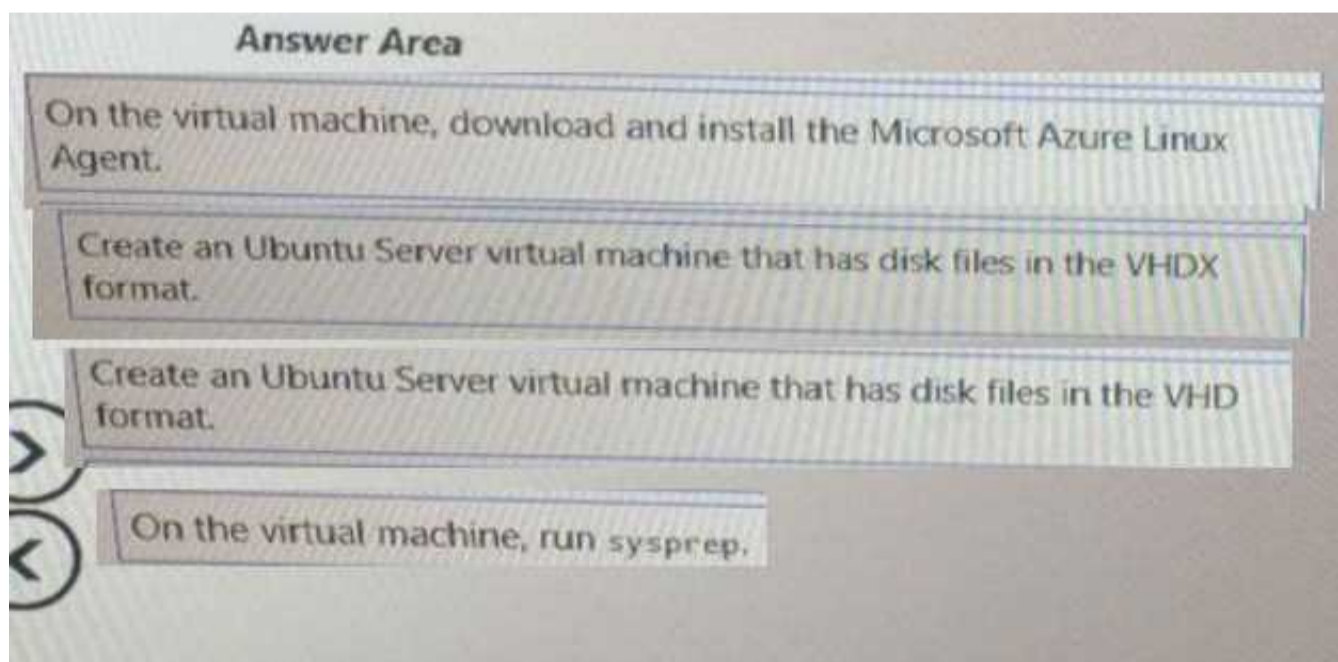 Answer Area
On the virtual machine, download and install the Microsoft Azure Linux
Agent.
Create an Ubuntu Server virtual machine that has disk files in the VHDX
format.
Create an Ubuntu Server virtual machine that has disk files in the VHD
format.
On the virtual machine, run sysprep.